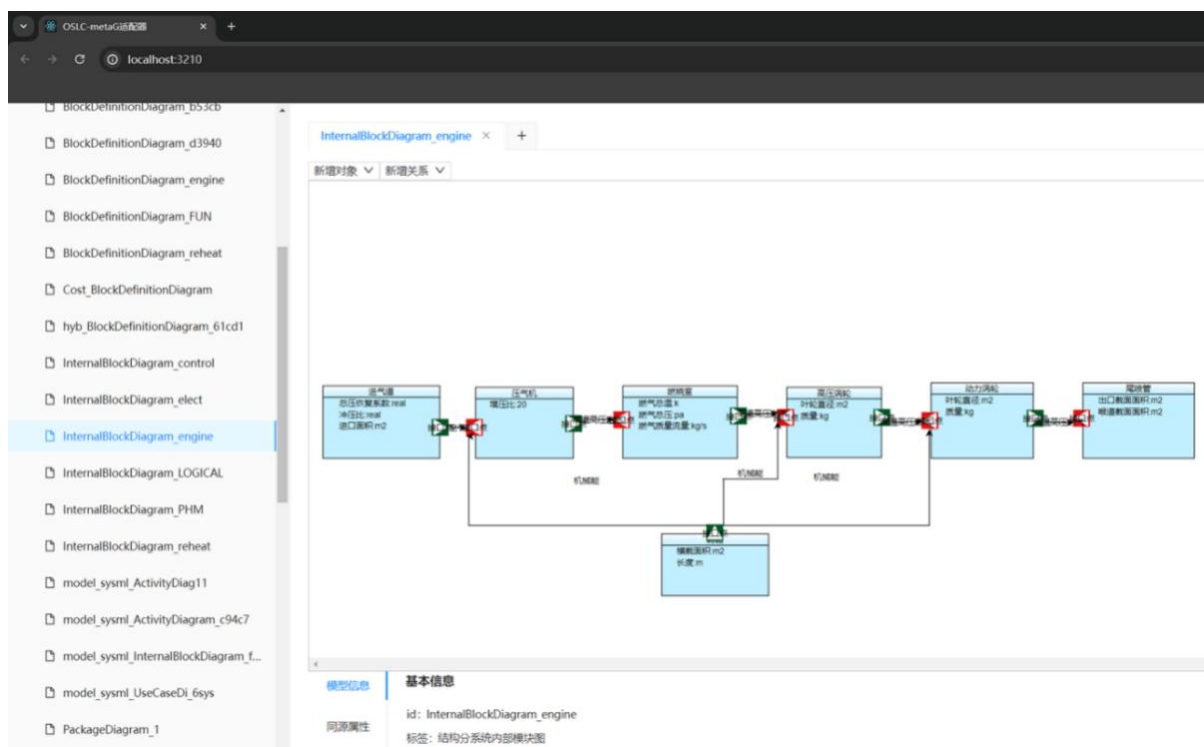 OSLC-metaG适配器
localhost:3210
BlockDefinitionDiagram_b53cb
BlockDefinitionDiagram_d3940
BlockDefinitionDiagram_engine
BlockDefinitionDiagram_FUN
BlockDefinitionDiagram_reheat
Cost_BlockDefinitionDiagram
hyb_BlockDefinitionDiagram_61cd1
InternalBlockDiagram_control
InternalBlockDiagram_elect
InternalBlockDiagram_engine
InternalBlockDiagram_LOGICAL
InternalBlockDiagram_PHM
InternalBlockDiagram_reheat
model_sysml_ActivityDiag11
model_sysml_ActivityDiagram_c94c7
model_sysml_InternalBlockDiagram_f...
model_sysml_UseCaseDi_6sys
PackageDiagram_1
InternalBlockDiagram_engine
新增对象 新增关系
进气道
总压恢复系数:real
冲压比:real
进口面积:m2
压气机
增压比:20
燃烧室
燃气总温:k
燃气总压:pa
燃气质量流量:kg/s
高压涡轮
叶轮直径:m2
质量:kg
动力涡轮
叶轮直径:m2
质量:kg
尾喷管
出口截面面积:m2
喉道截面面积:m2
机械能
机械能
机械能
横截面积:m2
长度:m
模型信息
同源属性
基本信息
id: InternalBlockDiagram_engine
标签: 结构分系统内部模块图